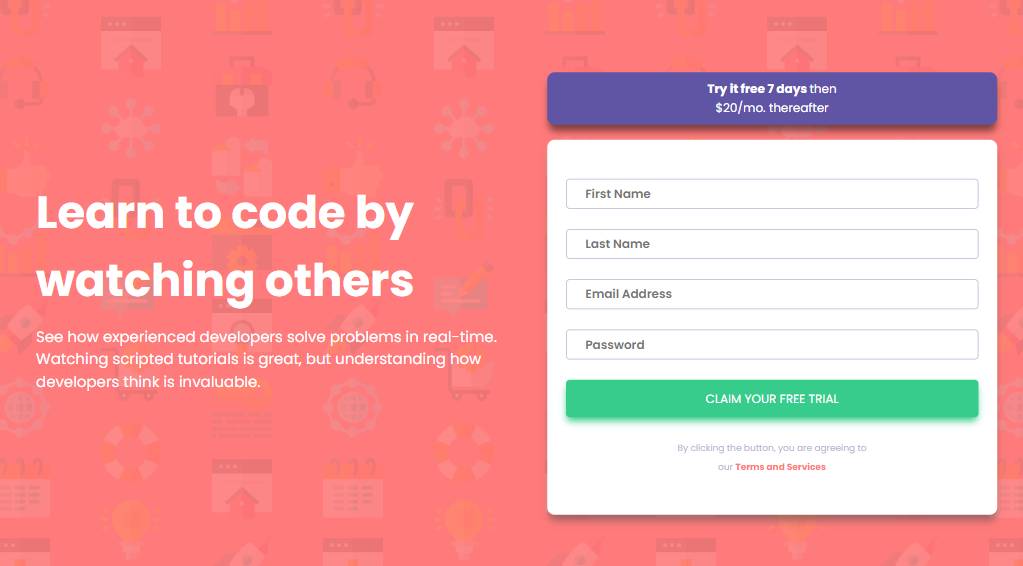 Learn to code by
watching others
See how experienced developers solve problems in real-time.
Watching scripted tutorials is great, but understanding how
developers think is invaluable.
Try it free 7 days then
$20/mo. thereafter
First Name
Last Name
Email Address
Password
CLAIM YOUR FREE TRIAL
By clicking the button, you are agreeing to
our Terms and Services